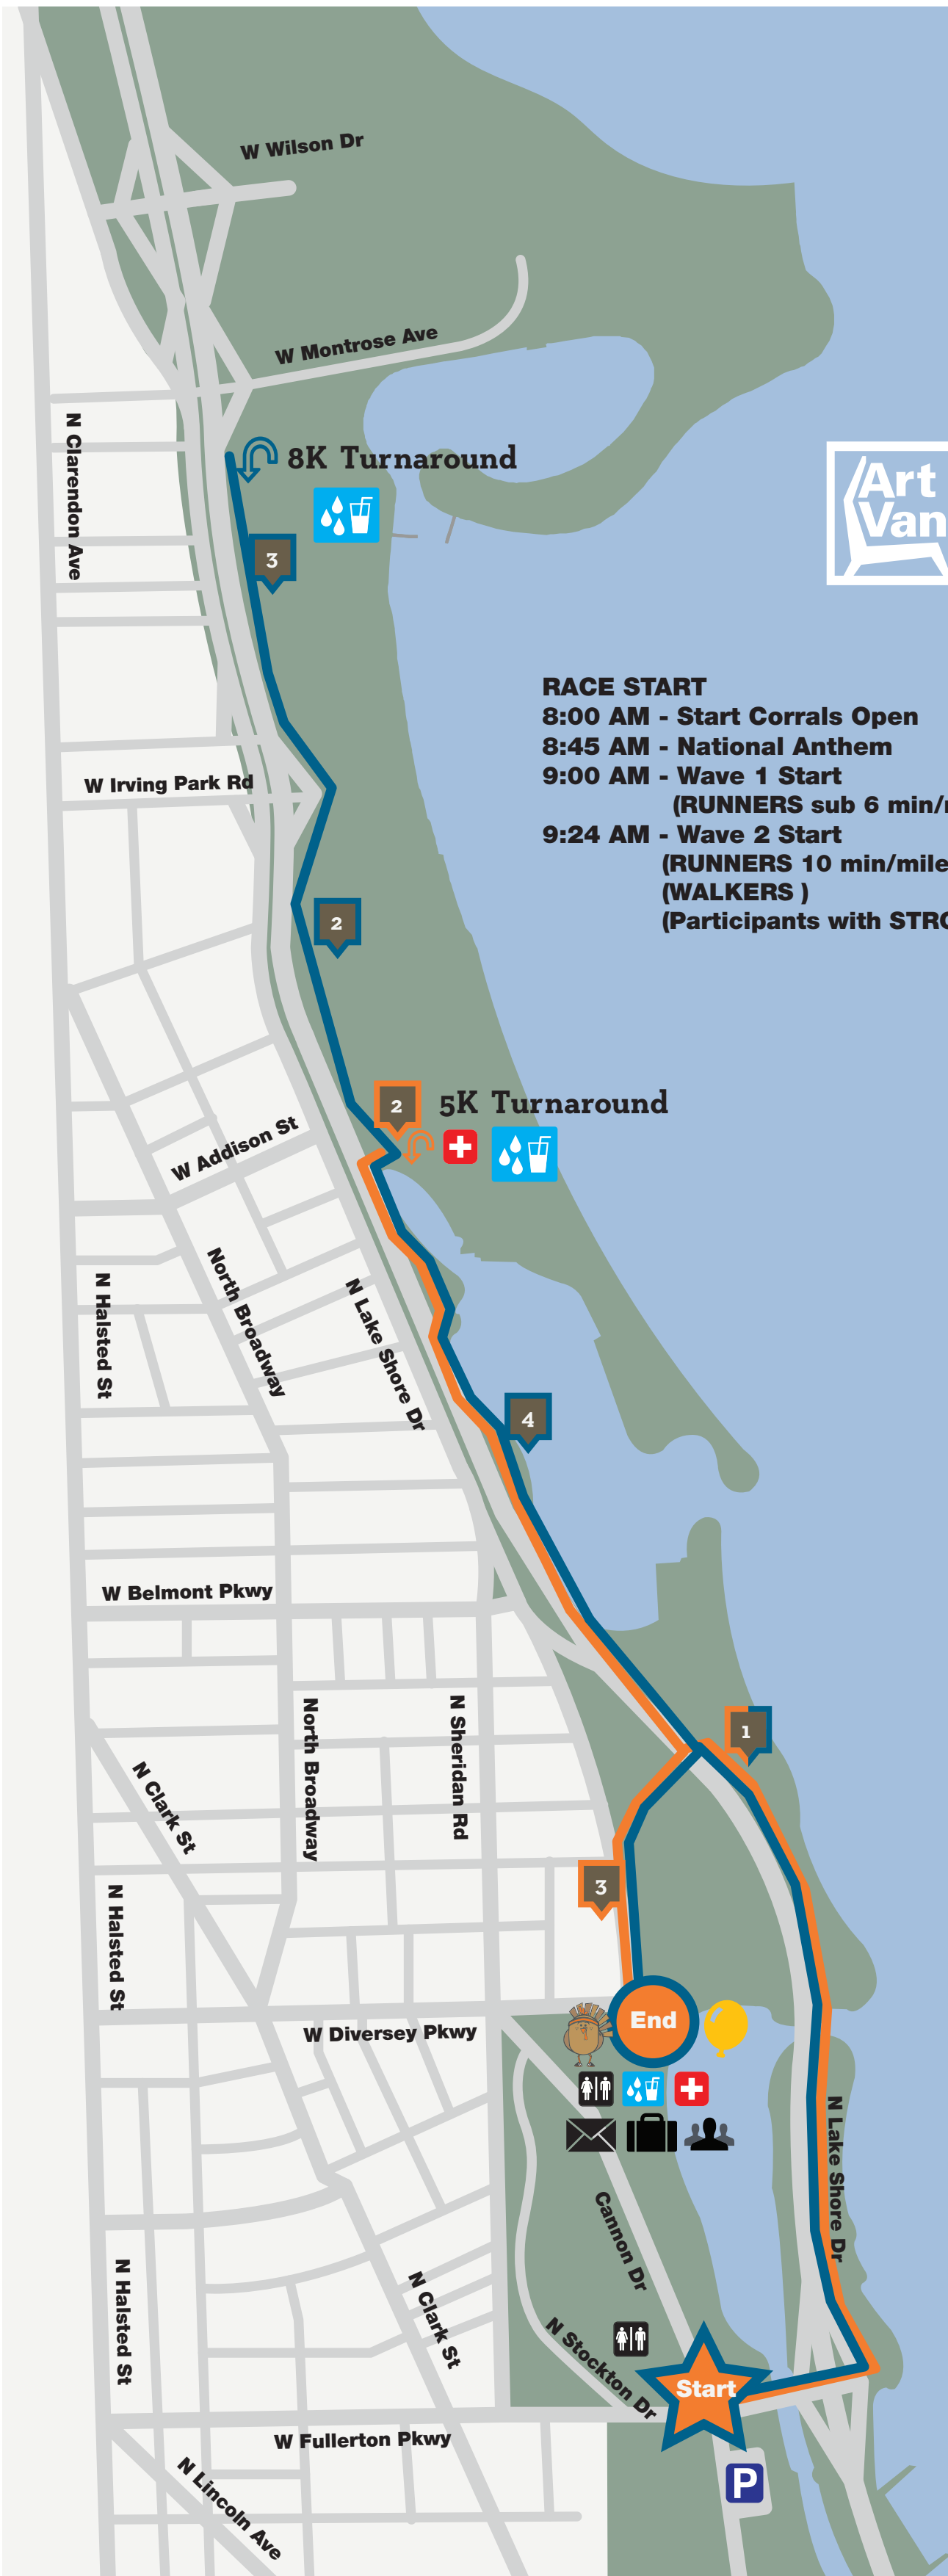 W Wilson Dr
W Montrose Ave
N Clarendon Ave
8K Turnaround
Art
Van
3
RACE START
8:00 AM - Start Corrals Open
8:45 AM - National Anthem
9:00 AM - Wave 1 Start
(RUNNERS sub 6 min/
9:24 AM - Wave 2 Start
(RUNNERS 10 min/mile
(WALKERS )
(Participants with STRO
W Irving Park Rd
2
2
5K Turnaround
W Addison St
N Halsted St
North Broadway
N Lake Shore Dr
4
W Belmont Pkwy
North Broadway
N Sheridan Rd
1
N Clark St
3
N Halsted St
End
W Diversey Pkwy
N Lake Shore Dr
Cannon Dr
N Halsted St
N Clark St
N Stockton Dr
Start
W Fullerton Pkwy
P
N Lincoln Ave